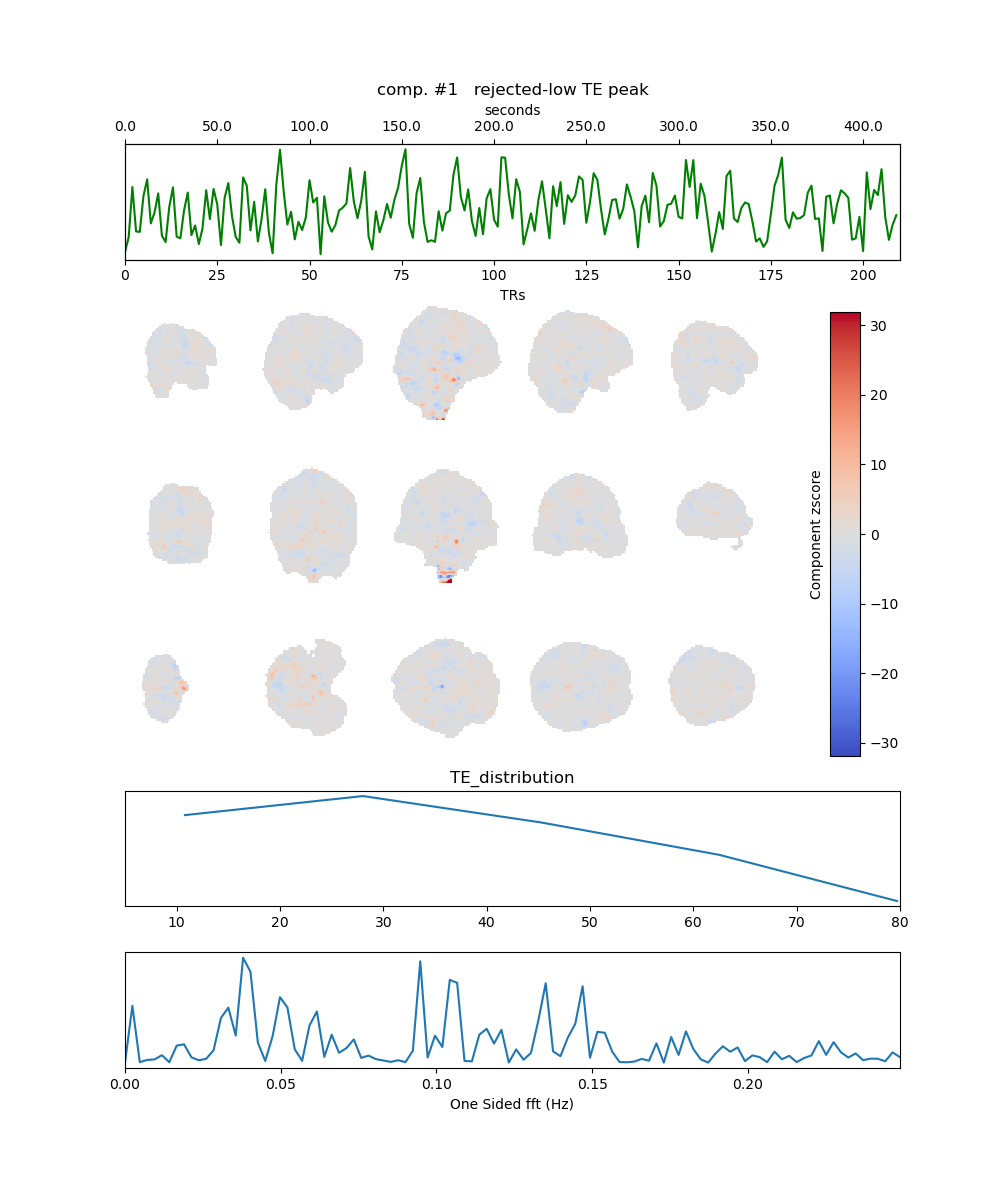 comp. #1   rejected-low TE peak
seconds
0.0 50.0 100.0 150.0 200.0 250.0 300.0 350.0 400.0
0 25 50 75 100 125 150 175 200
TRs
30
20
10
0
−10
−20
−30
Component zscore
TE_distribution
10 20 30 40 50 60 70 80
0.00 0.05 0.10 0.15 0.20
One Sided fft (Hz)